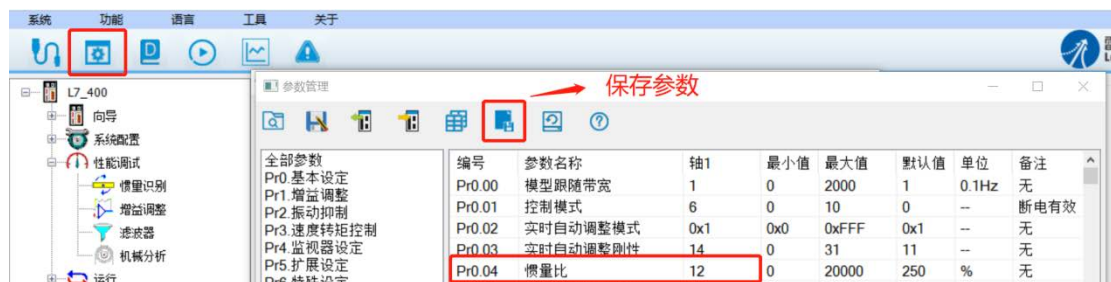 系统 功能 语言 工具 关于
参数管理
保存参数
L7_400
向导
系统配置
性能调试
惯量识别
增益调整
滤波器
机械分析
运行
全部参数
Pr0.基本设定
Pr1.增益调整
Pr2.振动抑制
Pr3.速度转矩控制
Pr4.监视器设定
Pr5.扩展设定
编号 参数名称 轴1 最小值 最大值 默认值 单位 备注
Pr0.00 模型跟随带宽 1 0 2000 1 0.1Hz 无
Pr0.01 控制模式 6 0 10 0 -- 断电有效
Pr0.02 实时自动调整模式 0x1 0x0 0xFFF 0x1 -- 无
Pr0.03 实时自动调整刚性 14 0 31 11 -- 无
Pr0.04 惯量比 12 0 20000 250 % 无